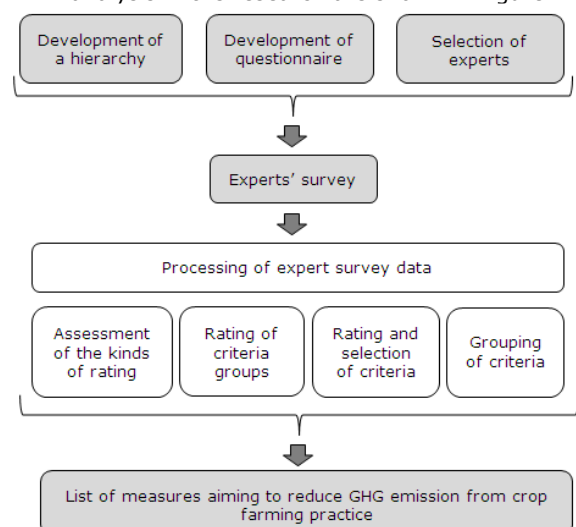 Development of
a hierarchy
Development of
questionnaire
Selection of
experts
Experts' survey
Processing of expert survey data
Assessment
of the kinds
of rating
Rating of
criteria
groups
Rating and
selection
of criteria
Grouping
of criteria
List of measures aiming to reduce GHG emission from crop
farming practice